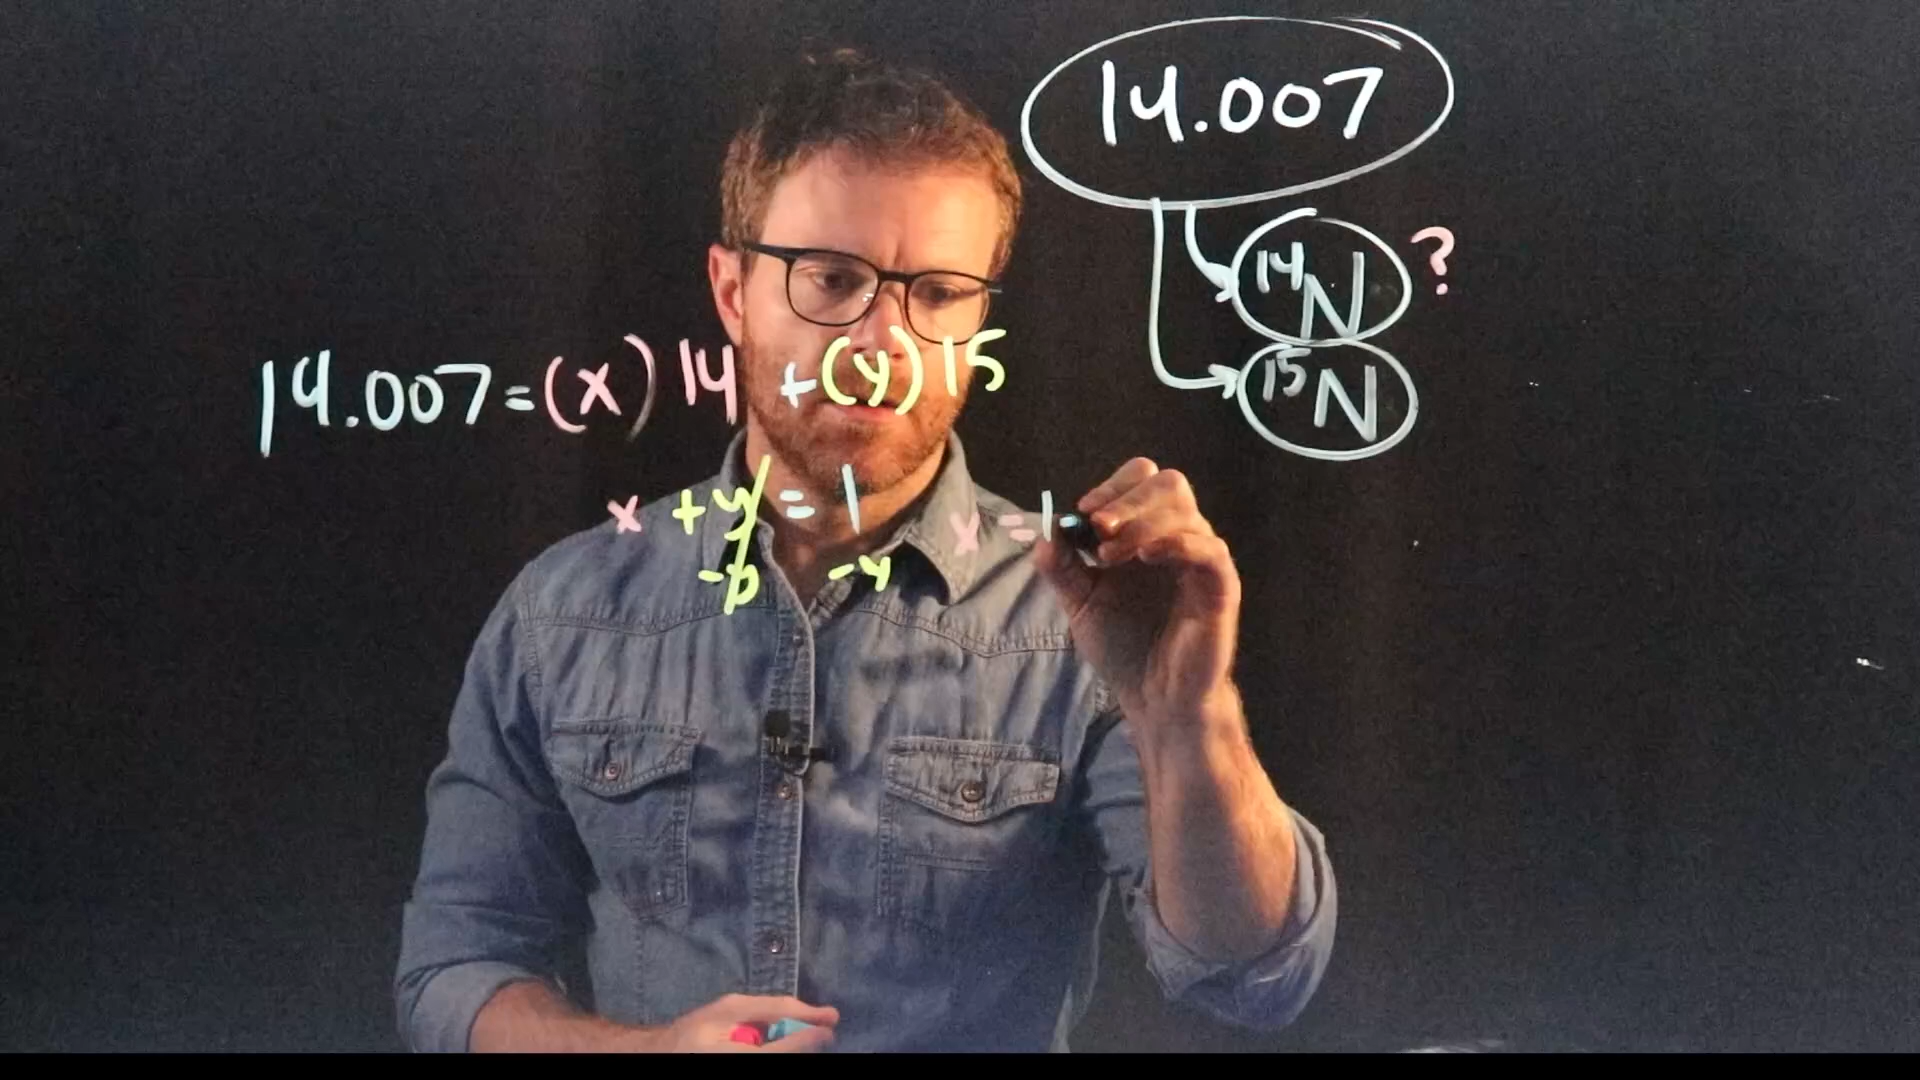 14.007
14N ?
15N
14.007 = (x) 14 + (y) 15
x + y = 1
x = 1 -
-y -y